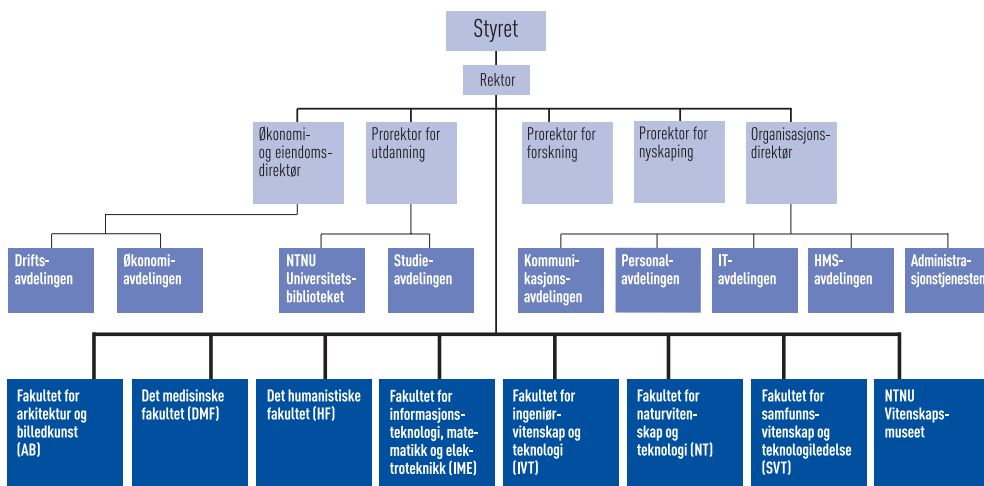 Styret
Rektor
Økonomi-
og eiendoms-
direktør
Prorektor for
utdanning
Prorektor for
forskning
Prorektor for
nyskaping
Organisasjons-
direktør
Drifts-
avdelingen
Økonomi-
avdelingen
NTNU
Universitets-
biblioteket
Studie-
avdelingen
Kommuni-
kasjons-
avdelingen
Personal-
avdelingen
IT-
avdelingen
HMS-
avdelingen
Administra-
sjonstjenesten
Fakultet for
arkitektur og
billedkunst
(AB)
Det medisinske
fakultet (DMF)
Det humanistiske
fakultet (HF)
Fakultet for
informasjons-
teknologi, mate-
matikk og elek-
troteknikk (IME)
Fakultet for
ingeniør-
vitenskap og
teknologi
(IVT)
Fakultet for
naturviten-
skap og
teknologi (NT)
Fakultet for
samfunns-
vitenskap og
teknologiledelse
(SVT)
NTNU
Vitenskaps-
museet